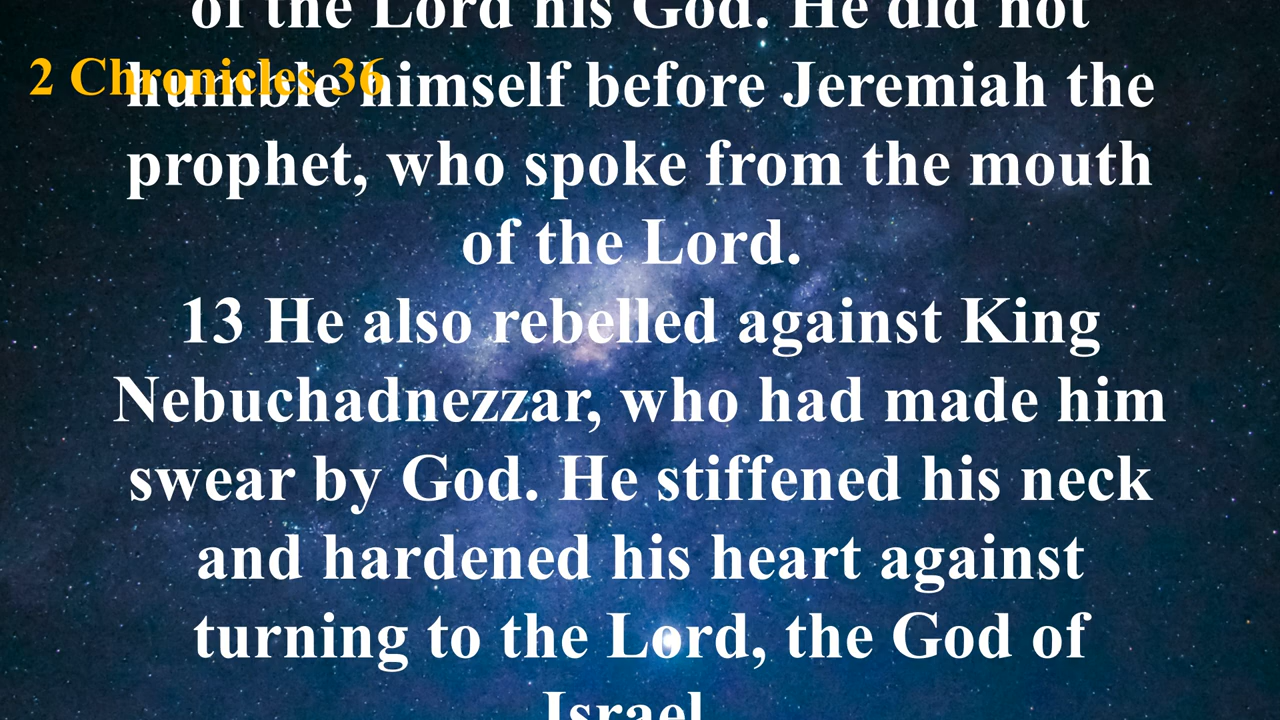 of the Lord his God. He did not
2 Chronicles 36
humble himself before Jeremiah the
prophet, who spoke from the mouth
of the Lord.
13 He also rebelled against King
Nebuchadnezzar, who had made him
swear by God. He stiffened his neck
and hardened his heart against
turning to the Lord, the God of
Israel